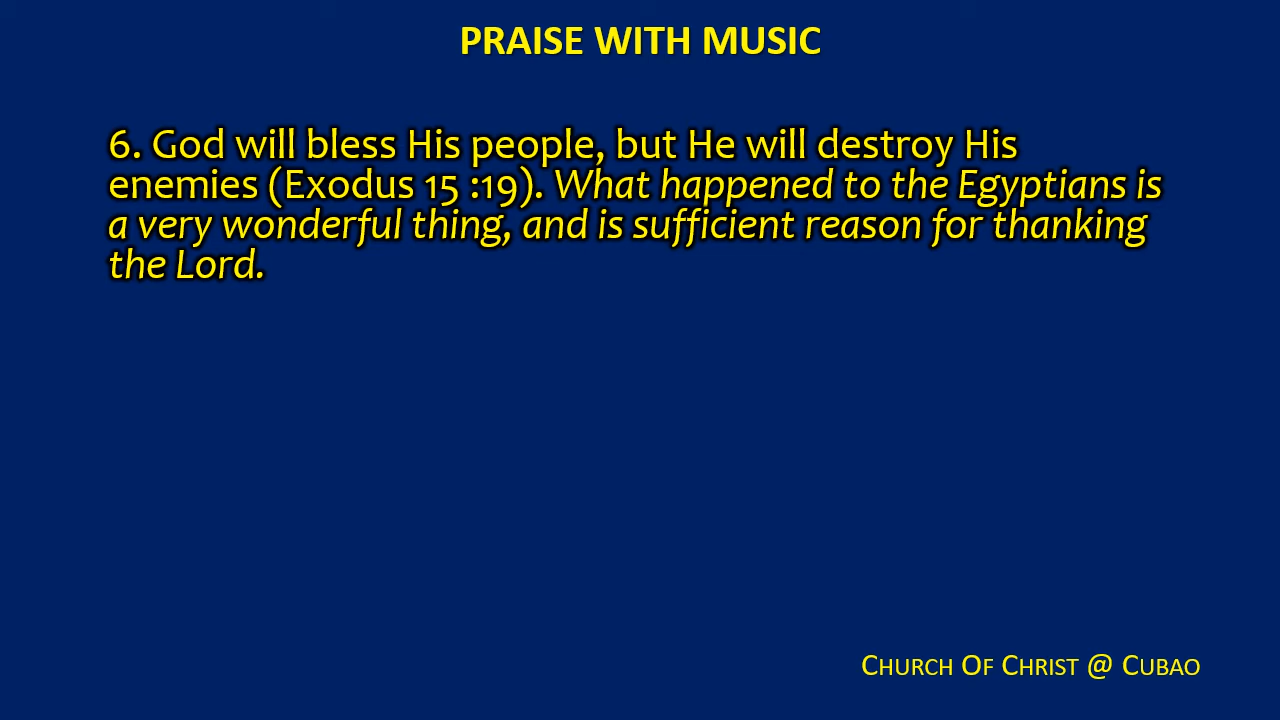 PRAISE WITH MUSIC
6. God will bless His people, but He will destroy His
enemies (Exodus 15 :19). What happened to the Egyptians is
a very wonderful thing, and is sufficient reason for thanking
the Lord.
CHURCH OF CHRIST @ CUBAO